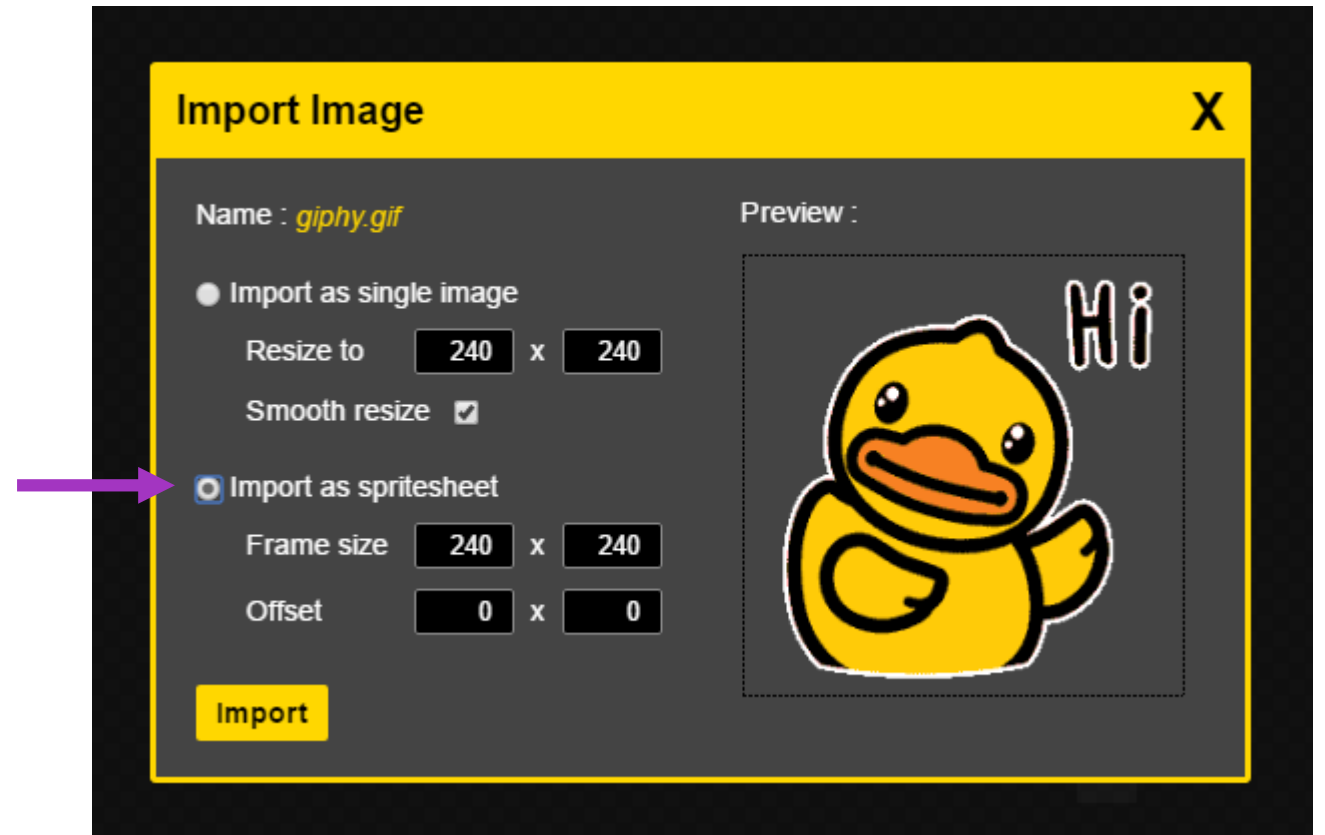 Import Image X
Name : giphy.gif
Import as single image
Resize to 240 x 240
Smooth resize
Import as spritesheet
Frame size 240 x 240
Offset 0 x 0
Import
Preview :
Hi